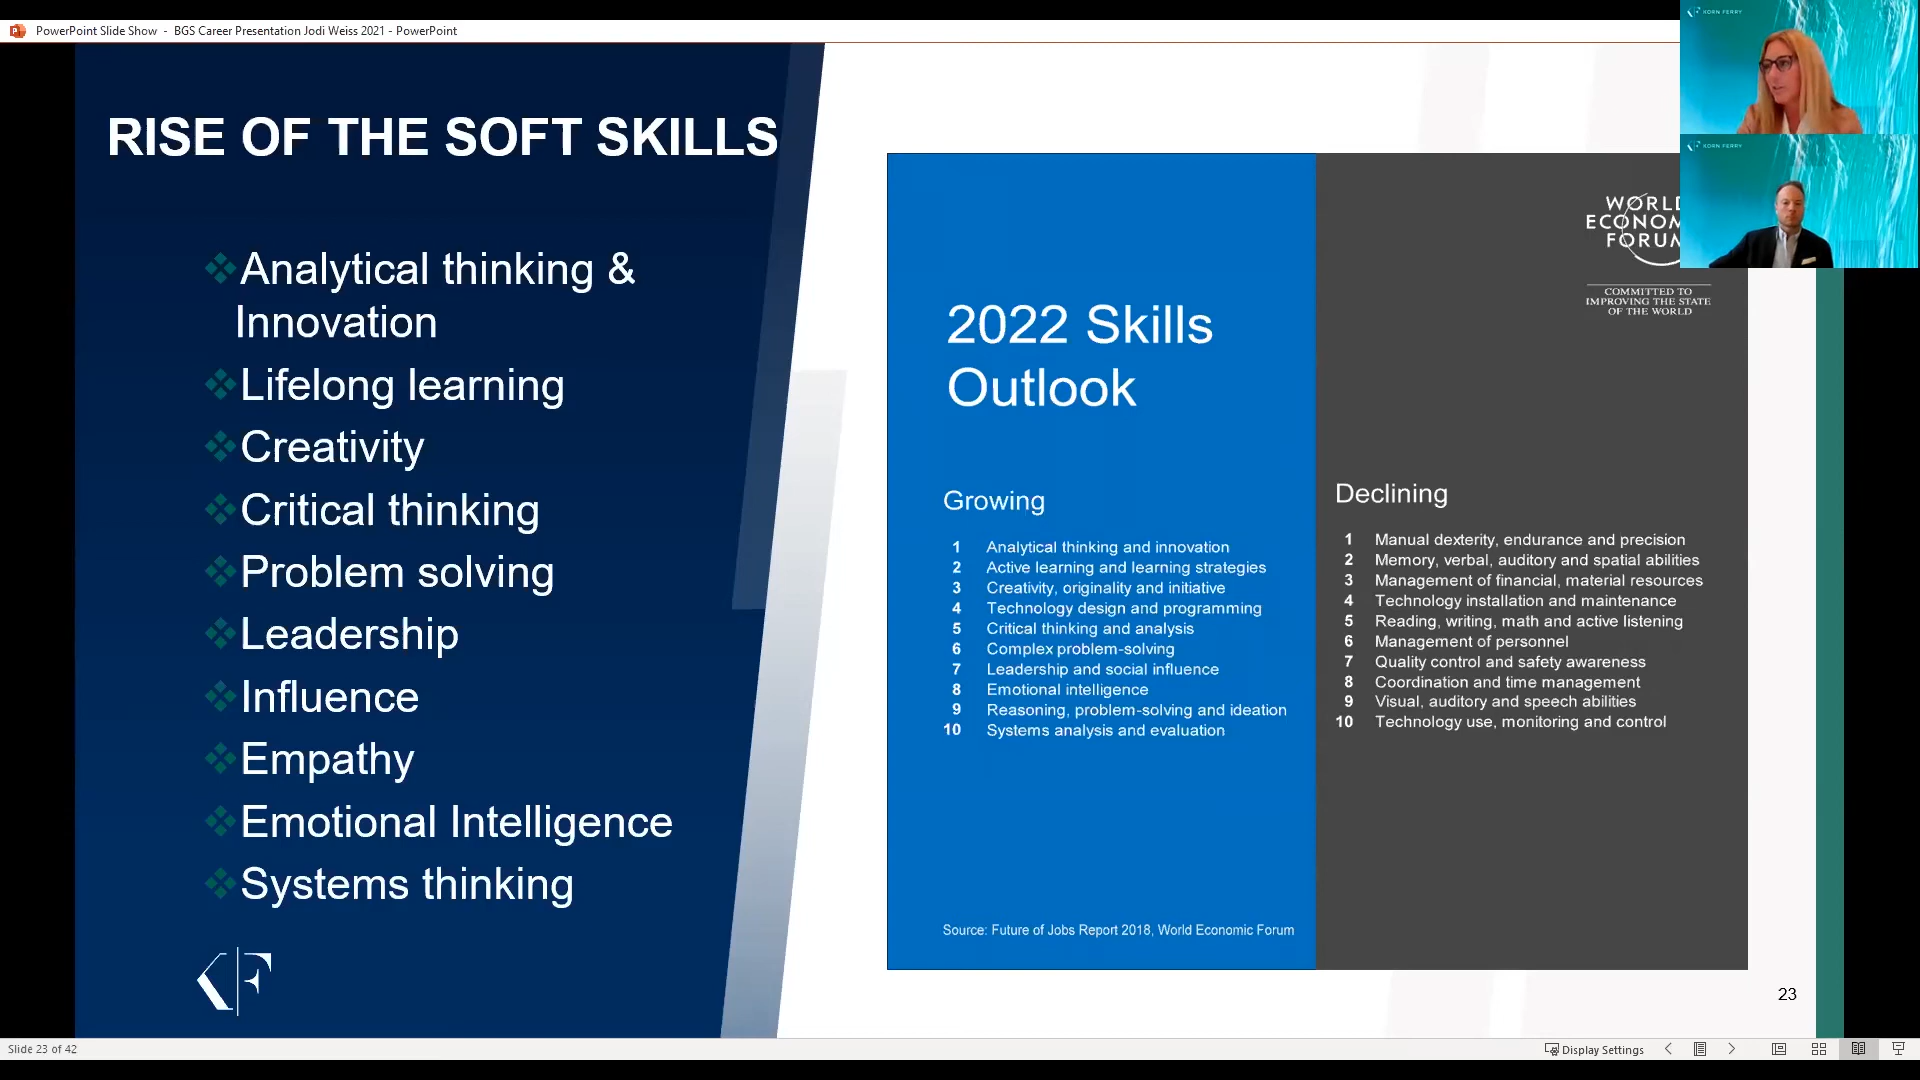 PowerPoint Slide Show - BGS Career Presentation Jodi Weiss 2021 - PowerPoint
KORN FERRY
KORN FERRY
RISE OF THE SOFT SKILLS
Analytical thinking &
Innovation
Lifelong learning
Creativity
Critical thinking
Problem solving
Leadership
Influence
Empathy
Emotional Intelligence
Systems thinking
KF
2022 Skills
Outlook
Growing
1 Analytical thinking and innovation
2 Active learning and learning strategies
3 Creativity, originality and initiative
4 Technology design and programming
5 Critical thinking and analysis
6 Complex problem-solving
7 Leadership and social influence
8 Emotional intelligence
9 Reasoning, problem-solving and ideation
10 Systems analysis and evaluation
Source: Future of Jobs Report 2018, World Economic Forum
WORLD
ECONOM
FORUM
COMMITTED TO
IMPROVING THE STATE
OF THE WORLD
Declining
1 Manual dexterity, endurance and precision
2 Memory, verbal, auditory and spatial abilities
3 Management of financial, material resources
4 Technology installation and maintenance
5 Reading, writing, math and active listening
6 Management of personnel
7 Quality control and safety awareness
8 Coordination and time management
9 Visual, auditory and speech abilities
10 Technology use, monitoring and control
23
Slide 23 of 42
Display Settings